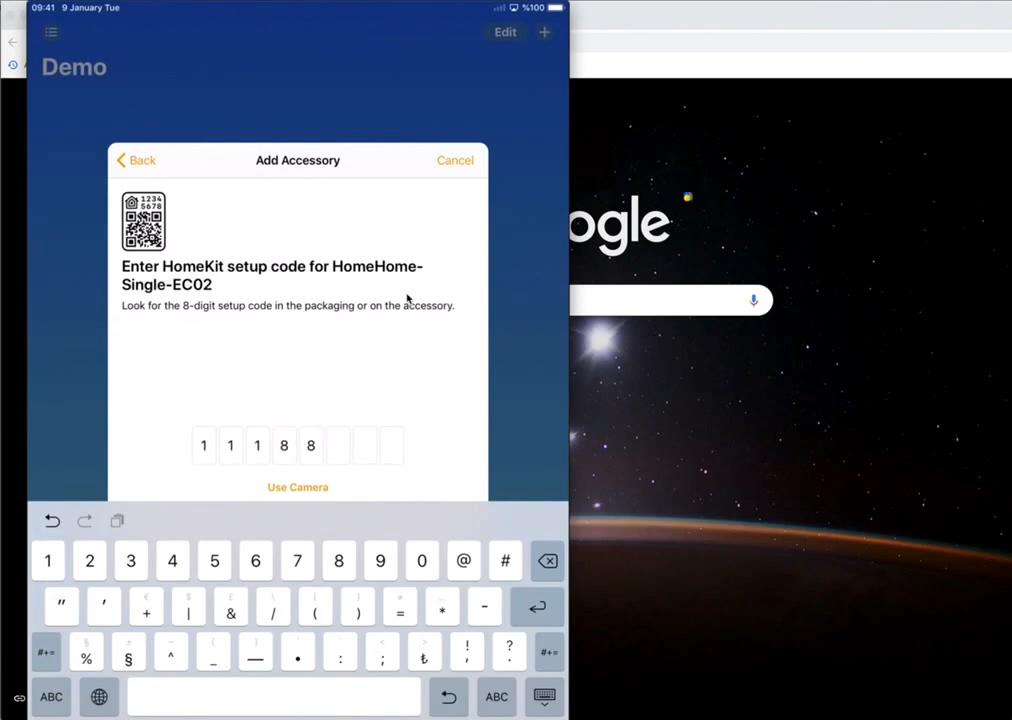 09:41 9 January Tue %100
Edit +
Demo
Back Add Accessory Cancel
1234
5678
Enter HomeKit setup code for HomeHome-
Single-EC02
Look for the 8-digit setup code in the packaging or on the accessory.
1 1 1 8 8
Use Camera
ogle
1 2 3 4 5 6 7 8 9 0 @ #
" ' + | & / ( ) = * -
#+= % § ^ _ — • : ; ₺ ! , ? . #+=
ABC ABC